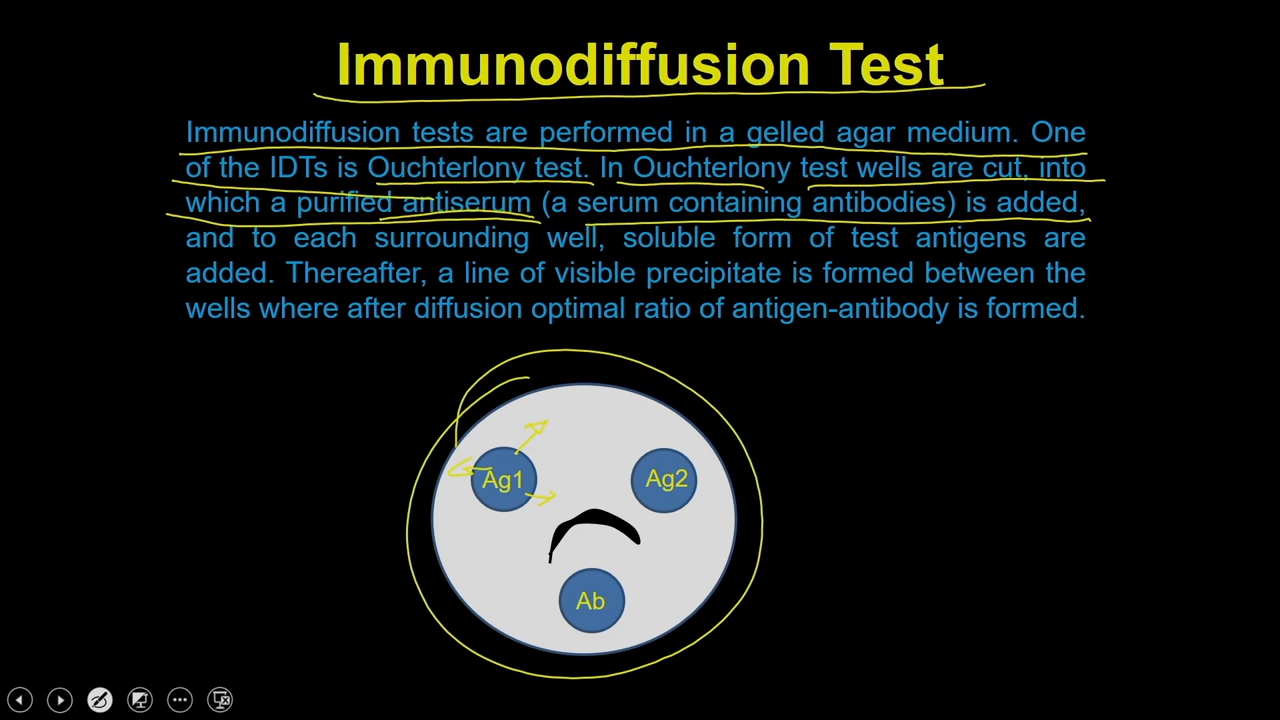 Immunodiffusion Test
Immunodiffusion tests are performed in a gelled agar medium. One
of the IDTs is Ouchterlony test. In Ouchterlony test wells are cut, into
which a purified antiserum (a serum containing antibodies) is added,
and to each surrounding well, soluble form of test antigens are
added. Thereafter, a line of visible precipitate is formed between the
wells where after diffusion optimal ratio of antigen-antibody is formed.
Ag1
Ag2
Ab